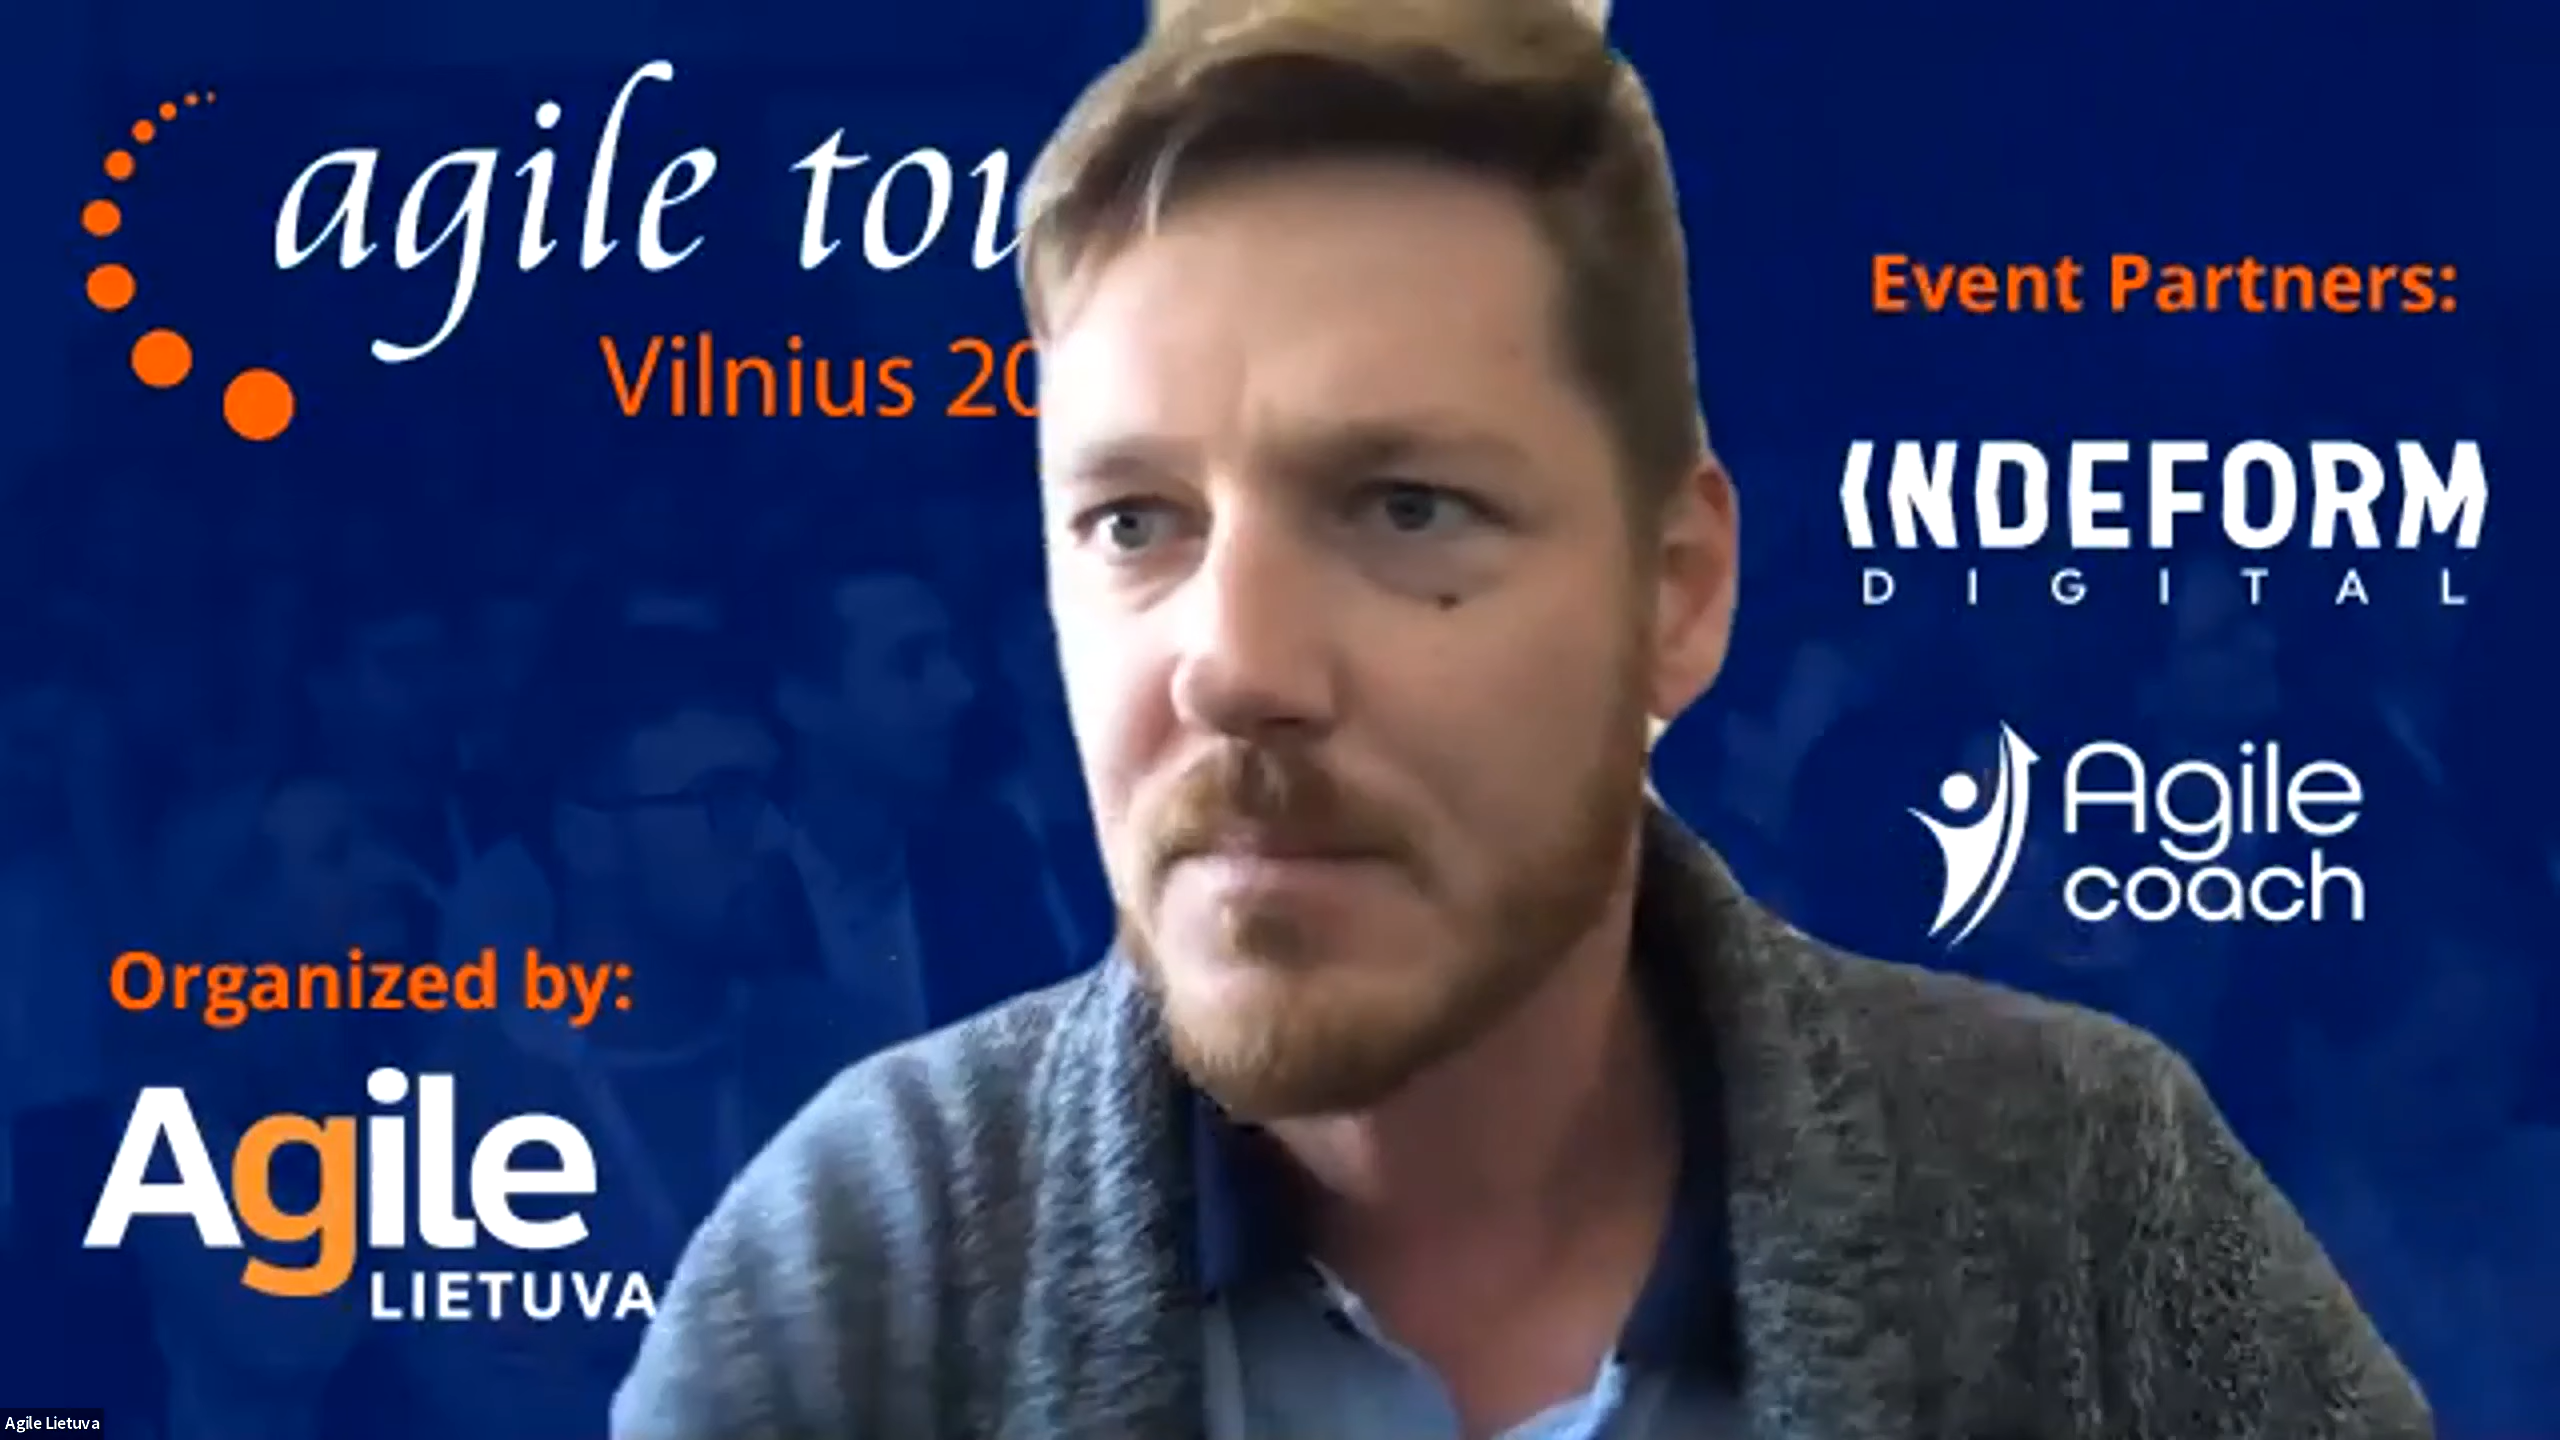 agile tou
Vilnius 20
Event Partners:
INDEFORM
DIGITAL
Agile
coach
Organized by:
Agile
LIETUVA
Agile Lietuva